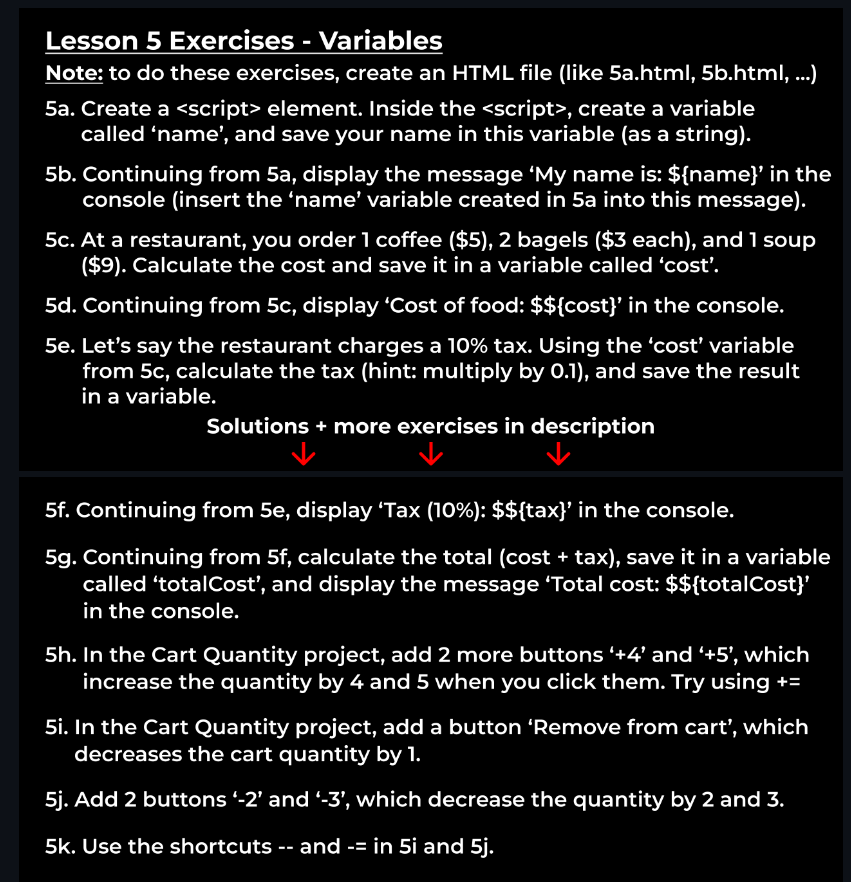 Lesson 5 Exercises - Variables
Note: to do these exercises, create an HTML file (like 5a.html, 5b.html, ...)
5a. Create a <script> element. Inside the <script>, create a variable
called ‘name’, and save your name in this variable (as a string).
5b. Continuing from 5a, display the message ‘My name is: ${name}’ in the
console (insert the ‘name’ variable created in 5a into this message).
5c. At a restaurant, you order 1 coffee ($5), 2 bagels ($3 each), and 1 soup
($9). Calculate the cost and save it in a variable called ‘cost’.
5d. Continuing from 5c, display ‘Cost of food: $${cost}’ in the console.
5e. Let’s say the restaurant charges a 10% tax. Using the ‘cost’ variable
from 5c, calculate the tax (hint: multiply by 0.1), and save the result
in a variable.
Solutions + more exercises in description
5f. Continuing from 5e, display ‘Tax (10%): $${tax}’ in the console.
5g. Continuing from 5f, calculate the total (cost + tax), save it in a variable
called ‘totalCost’, and display the message ‘Total cost: $${totalCost}’
in the console.
5h. In the Cart Quantity project, add 2 more buttons ‘+4’ and ‘+5’, which
increase the quantity by 4 and 5 when you click them. Try using +=
5i. In the Cart Quantity project, add a button ‘Remove from cart’, which
decreases the cart quantity by 1.
5j. Add 2 buttons ‘-2’ and ‘-3’, which decrease the quantity by 2 and 3.
5k. Use the shortcuts -- and -= in 5i and 5j.